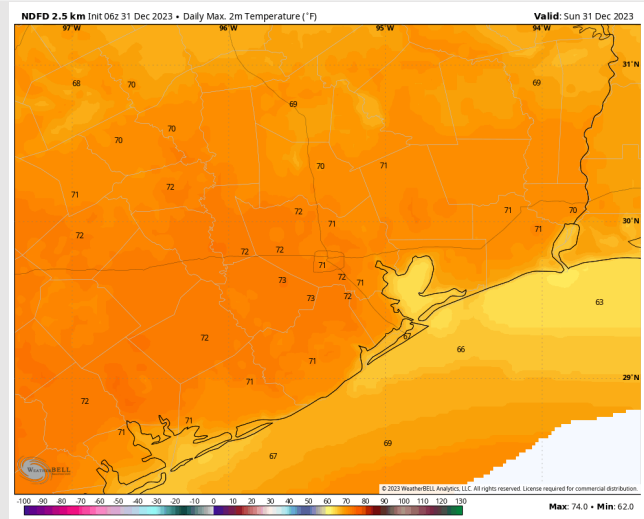 NDFD 2.5 km Init 06z 31 Dec 2023 • Daily Max. 2m Temperature (°F)
Valid: Sun 31 Dec 2023
97°W 96°W 95°W 94°W
31°N
68 70 69
69
70
70
70 71
71 72
72 71 70
72 71 71
30°N
72 72
71
73 72 71
73 72
63
72 67
66
71
71
29°N
72
71
71
69
67
WeatherBELL
© 2023 WeatherBELL Analytics, LLC. All rights reserved. License required for commercial distribution.
-100 -90 -80 -70 -60 -50 -40 -30 -20 -10 0 10 20 30 40 50 60 70 80 90 100 110 120 130
Max: 74.0 • Min: 62.0